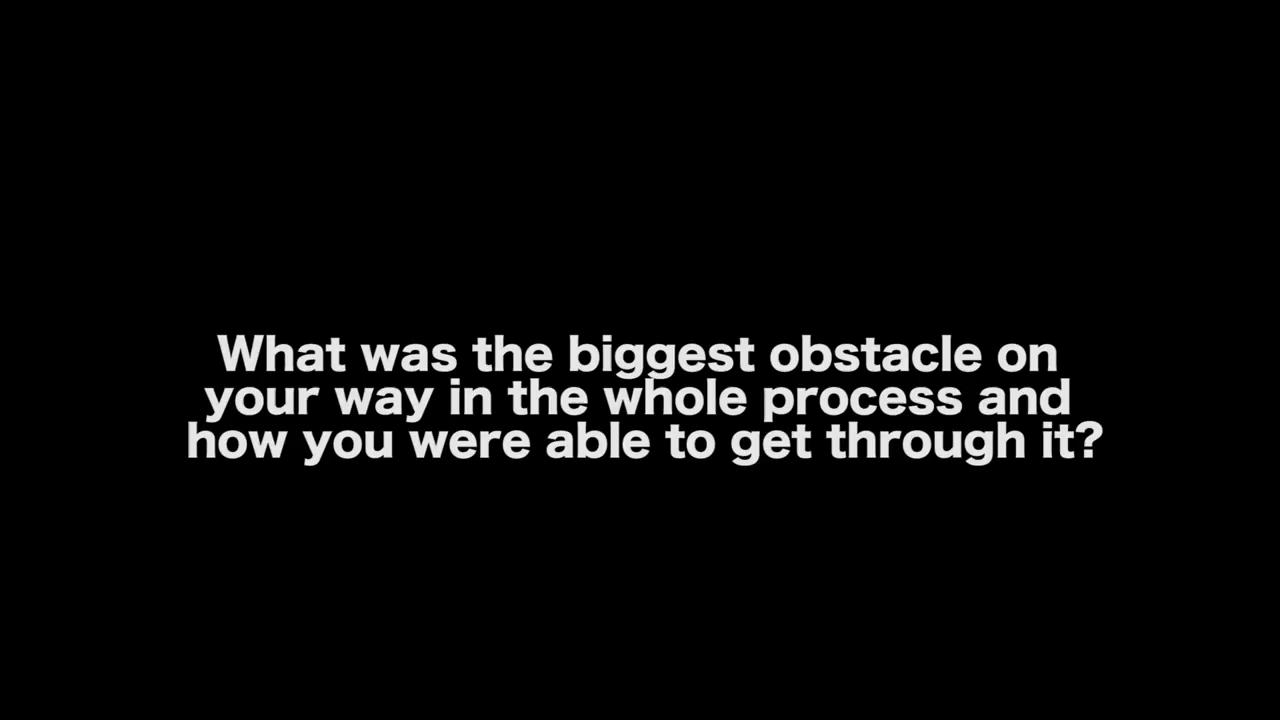 What was the biggest obstacle on
your way in the whole process and
how you were able to get through it?